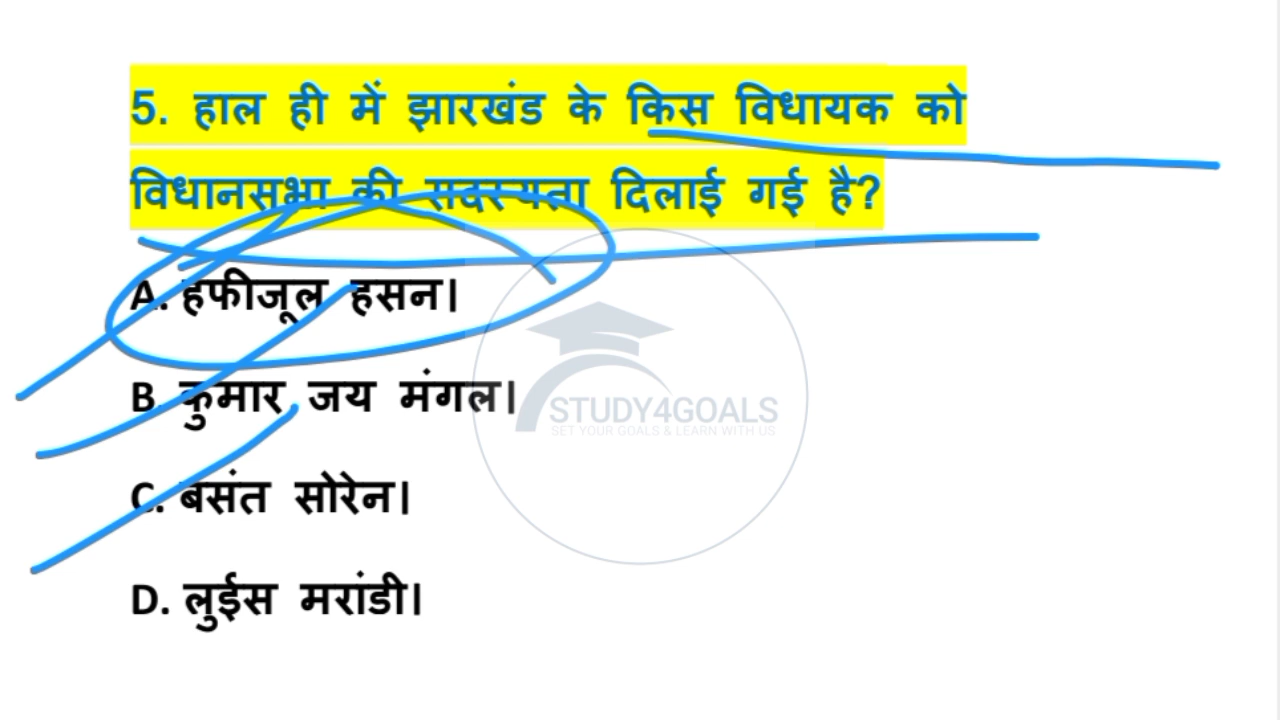 5. हाल ही में झारखंड के किस विधायक को
विधानसभा की सदस्यता दिलाई गई है?
A. हफीजूल हसन।
B. कुमार जय मंगल।
C. बसंत सोरेन।
D. लुईस मरांडी।
STUDY4GOALS
SET YOUR GOALS & LEARN WITH US